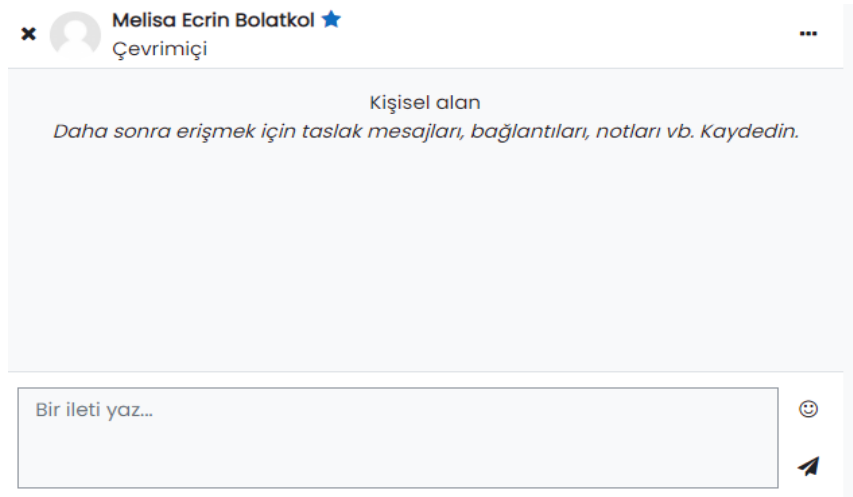 Melisa Ecrin Bolatkol
Çevrimiçi
Kişisel alan
Daha sonra erişmek için taslak mesajları, bağlantıları, notları vb. Kaydedin.
Bir ileti yaz...